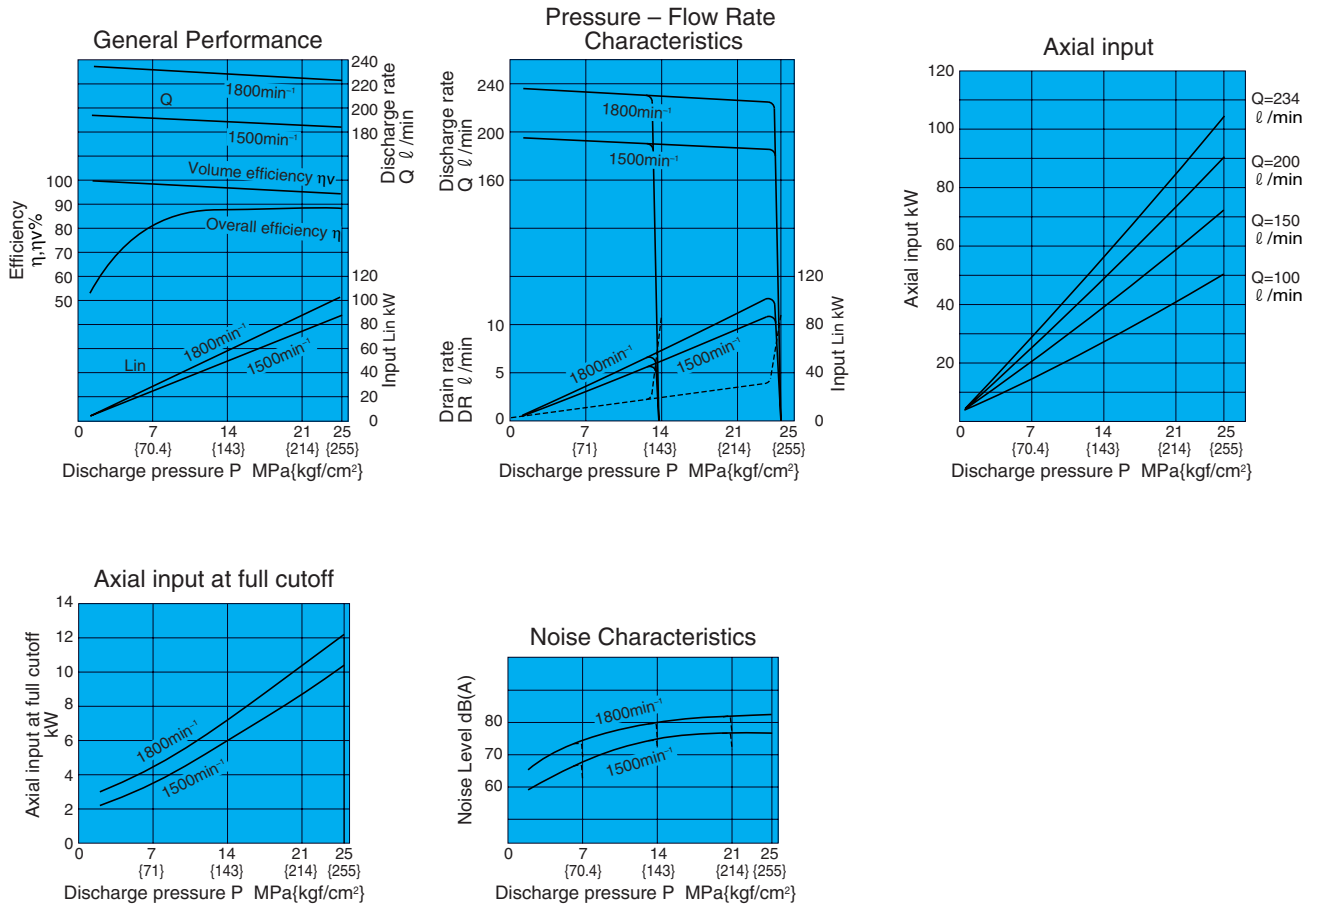 General Performance
240
220
200
180
Discharge rate
Q ℓ/min
1800min⁻¹
Q
1500min⁻¹
Volume efficiency ηv
Overall efficiency η
100
90
80
70
60
50
Efficiency
η,ηv%
120
100
80
60
40
20
0
Input Lin kW
1800min⁻¹
Lin
1500min⁻¹
0 7 14 21 25
{70.4} {143} {214} {255}
Discharge pressure P MPa{kgf/cm²}
Pressure – Flow Rate
Characteristics
240
200
160
Discharge rate
Q ℓ/min
1800min⁻¹
1500min⁻¹
10
5
0
Drain rate
DR ℓ/min
120
80
40
0
Input Lin kW
1800min⁻¹
1500min⁻¹
0 7 14 21 25
{71} {143} {214} {255}
Discharge pressure P MPa{kgf/cm²}
Axial input
120
100
80
60
40
20
Axial input kW
Q=234
ℓ/min
Q=200
ℓ/min
Q=150
ℓ/min
Q=100
ℓ/min
0 7 14 21 25
{70.4} {143} {214} {255}
Discharge pressure P MPa{kgf/cm²}
Axial input at full cutoff
14
12
10
8
6
4
2
0
Axial input at full cutoff
kW
1800min⁻¹
1500min⁻¹
0 7 14 21 25
{71} {143} {214} {255}
Discharge pressure P MPa{kgf/cm²}
Noise Characteristics
80
70
60
Noise Level dB(A)
1800min⁻¹
1500min⁻¹
0 7 14 21 25
{70.4} {143} {214} {255}
Discharge pressure P MPa{kgf/cm²}